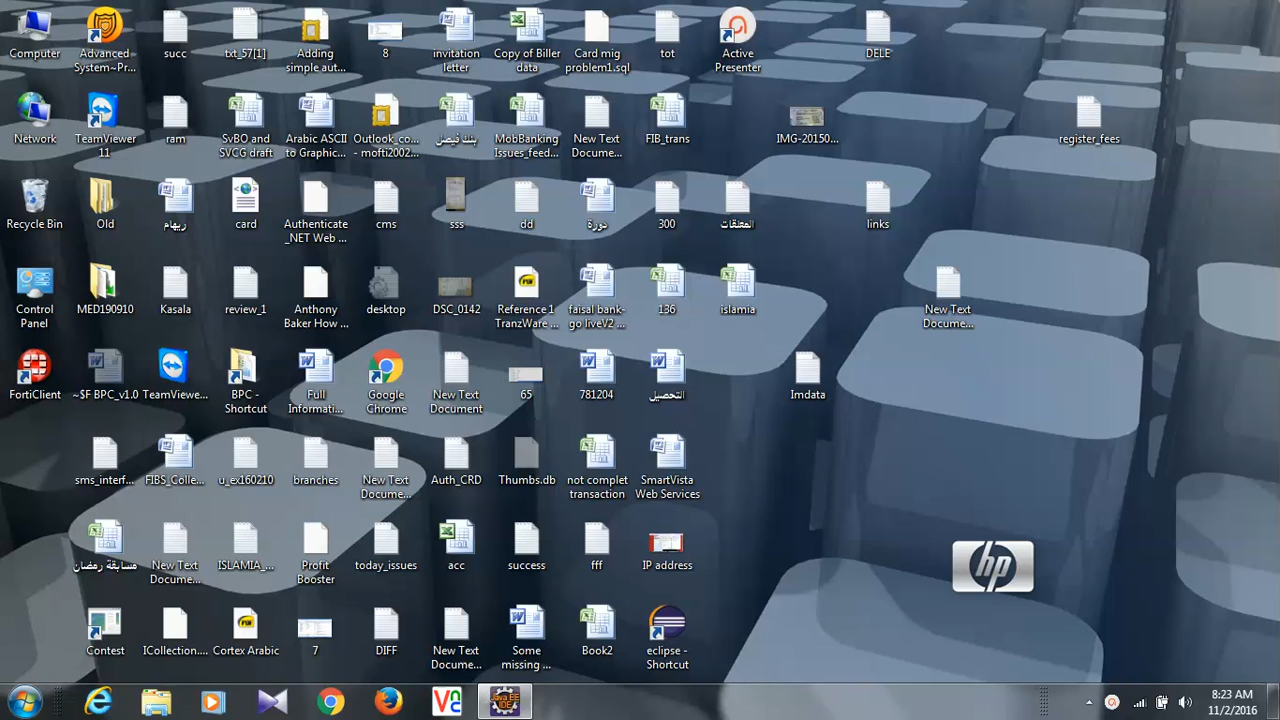 Computer
Advanced
System~Pr...
succ
txt_57[1]
Adding
simple aut...
8
invitation
letter
Copy of Biller
data
Card mig
problem1.sql
tot
Active
Presenter
DELE
Network
TeamViewer
11
ram
SvBO and
SVCG draft
Arabic ASCII
to Graphic...
Outlook_co...
- mofti2002...
بنك فيصل
MobBanking
Issues_feed...
New Text
Docume...
FIB_trans
IMG-20150...
register_fees
Recycle Bin
Old
ريهام
card
Authenticate
_NET Web ...
cms
sss
dd
دورة
300
المعلقات
links
Control
Panel
MED190910
Kasala
review_1
Anthony
Baker How ...
desktop
DSC_0142
Reference 1
TranzWare ...
faisal bank-
go liveV2 ...
136
islamia
New Text
Docume...
FortiClient
~$F BPC_v1.0
TeamViewe...
BPC -
Shortcut
Full
Informati...
Google
Chrome
New Text
Document
65
781204
التحصيل
Imdata
sms_interf...
FIBS_Colle...
u_ex160210
branches
New Text
Docume...
Auth_CRD
Thumbs.db
not complet
transaction
SmartVista
Web Services
مسابقة رمضان
New Text
Docume...
ISLAMIA_...
Profit
Booster
today_issues
acc
success
fff
IP address
hp
Contest
ICollection....
Cortex Arabic
7
DIFF
New Text
Docume...
Some
missing ...
Book2
eclipse -
Shortcut
Java EE
IDE
8:23 AM
11/2/2016